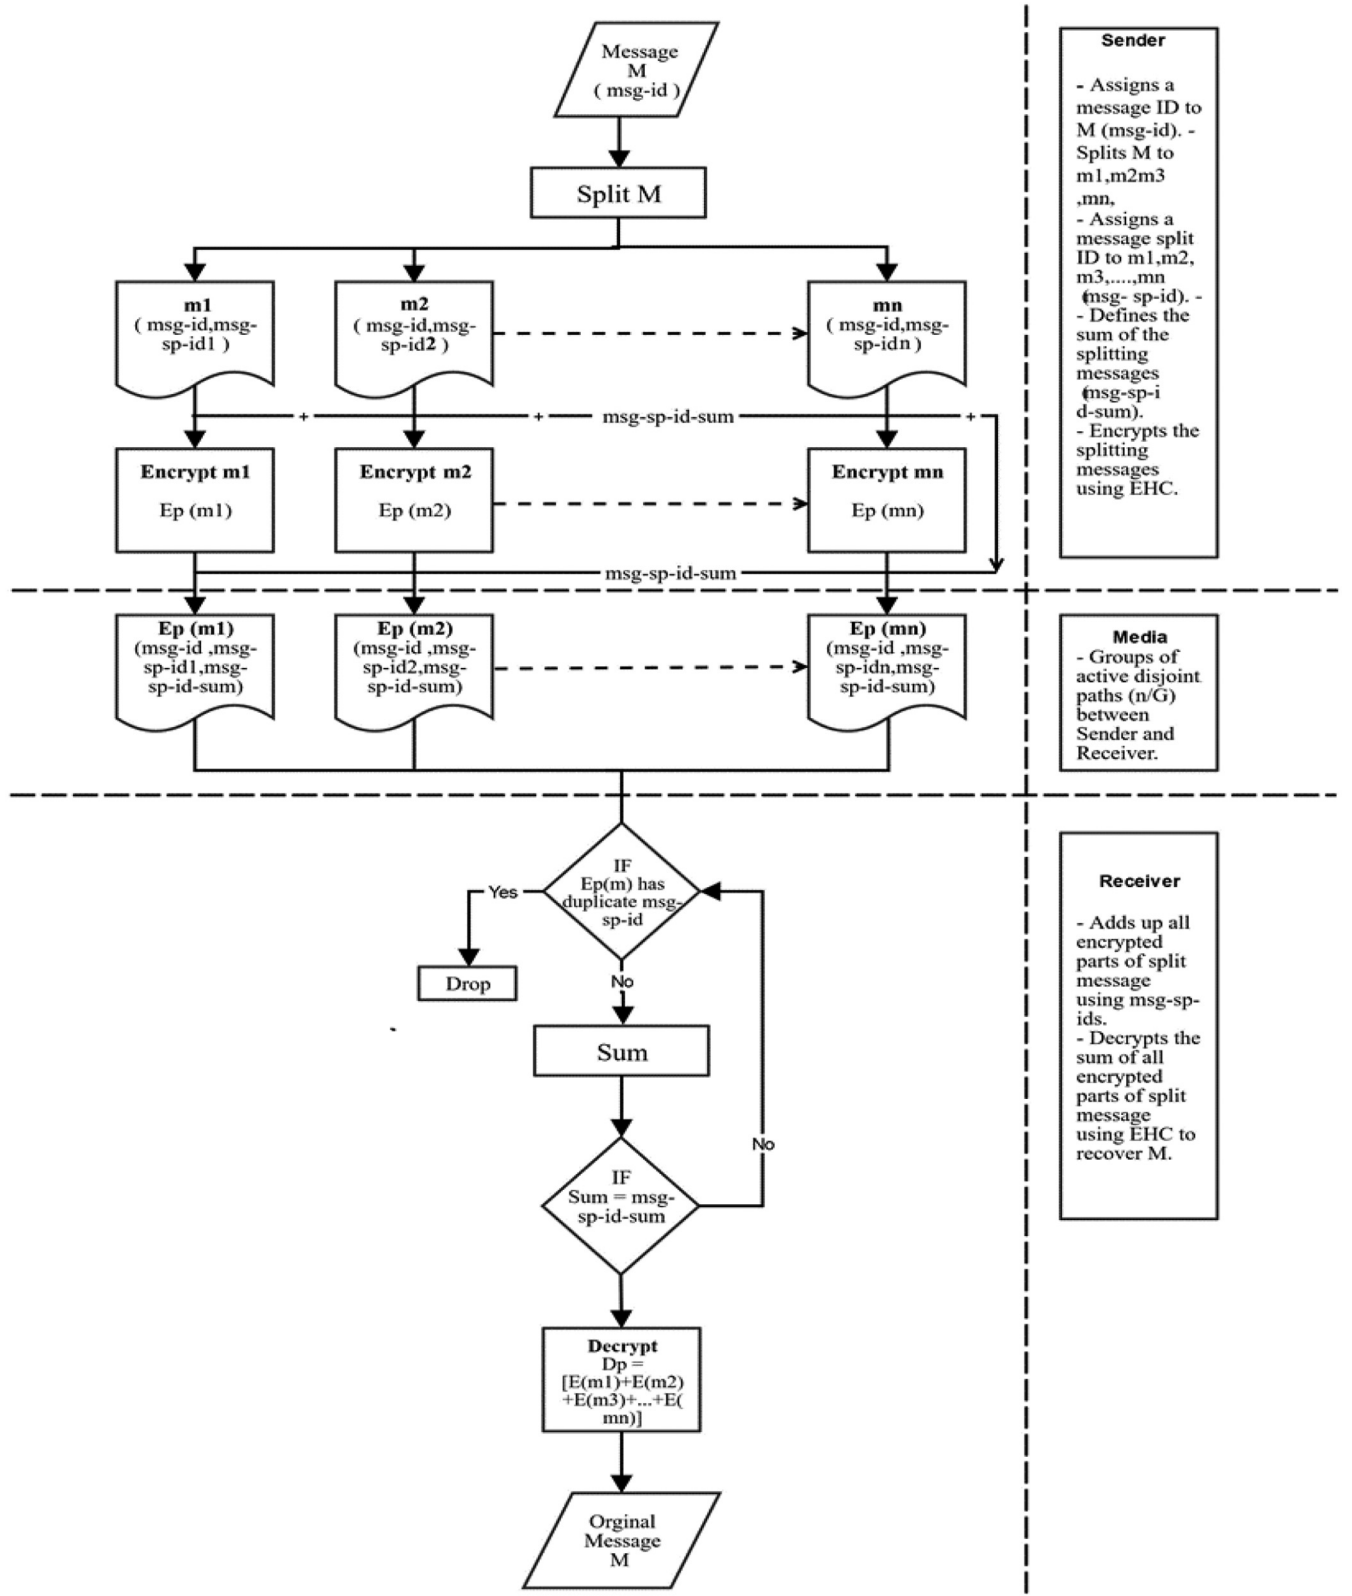 Message
M
( msg-id )
Split M
m1
( msg-id,msg-
sp-id1 )
m2
( msg-id,msg-
sp-id2 )
mn
( msg-id,msg-
sp-idn )
+
+
msg-sp-id-sum
+
Encrypt m1
Ep (m1)
Encrypt m2
Ep (m2)
Encrypt mn
Ep (mn)
msg-sp-id-sum
Ep (m1)
(msg-id ,msg-
sp-id1,msg-
sp-id-sum)
Ep (m2)
(msg-id ,msg-
sp-id2,msg-
sp-id-sum)
Ep (mn)
(msg-id ,msg-
sp-idn,msg-
sp-id-sum)
IF
Ep(m) has
duplicate msg-
sp-id
Yes
Drop
No
Sum
IF
Sum = msg-
sp-id-sum
No
Decrypt
Dp =
[E(m1)+E(m2)
+E(m3)+...+E(
mn)]
Orginal
Message
M
Sender
- Assigns a
message ID to
M (msg-id). -
Splits M to
m1,m2m3
,mn,
- Assigns a
message split
ID to m1,m2,
m3,....,mn
(msg- sp-id). -
- Defines the
sum of the
splitting
messages
(msg-sp-i
d-sum).
- Encrypts the
splitting
messages
using EHC.
Media
- Groups of
active disjoint
paths (n/G)
between
Sender and
Receiver.
Receiver
- Adds up all
encrypted
parts of split
message
using msg-sp-
ids.
- Decrypts the
sum of all
encrypted
parts of split
message
using EHC to
recover M.